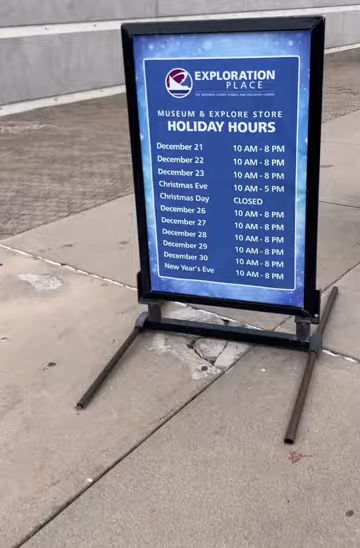 EXPLORATION
PLACE
MUSEUM & EXPLORE STORE
HOLIDAY HOURS
December 21 10 AM - 8 PM
December 22 10 AM - 8 PM
December 23 10 AM - 8 PM
Christmas Eve 10 AM - 5 PM
Christmas Day CLOSED
December 26 10 AM - 8 PM
December 27 10 AM - 8 PM
December 28 10 AM - 8 PM
December 29 10 AM - 8 PM
December 30 10 AM - 8 PM
New Year's Eve 10 AM - 8 PM